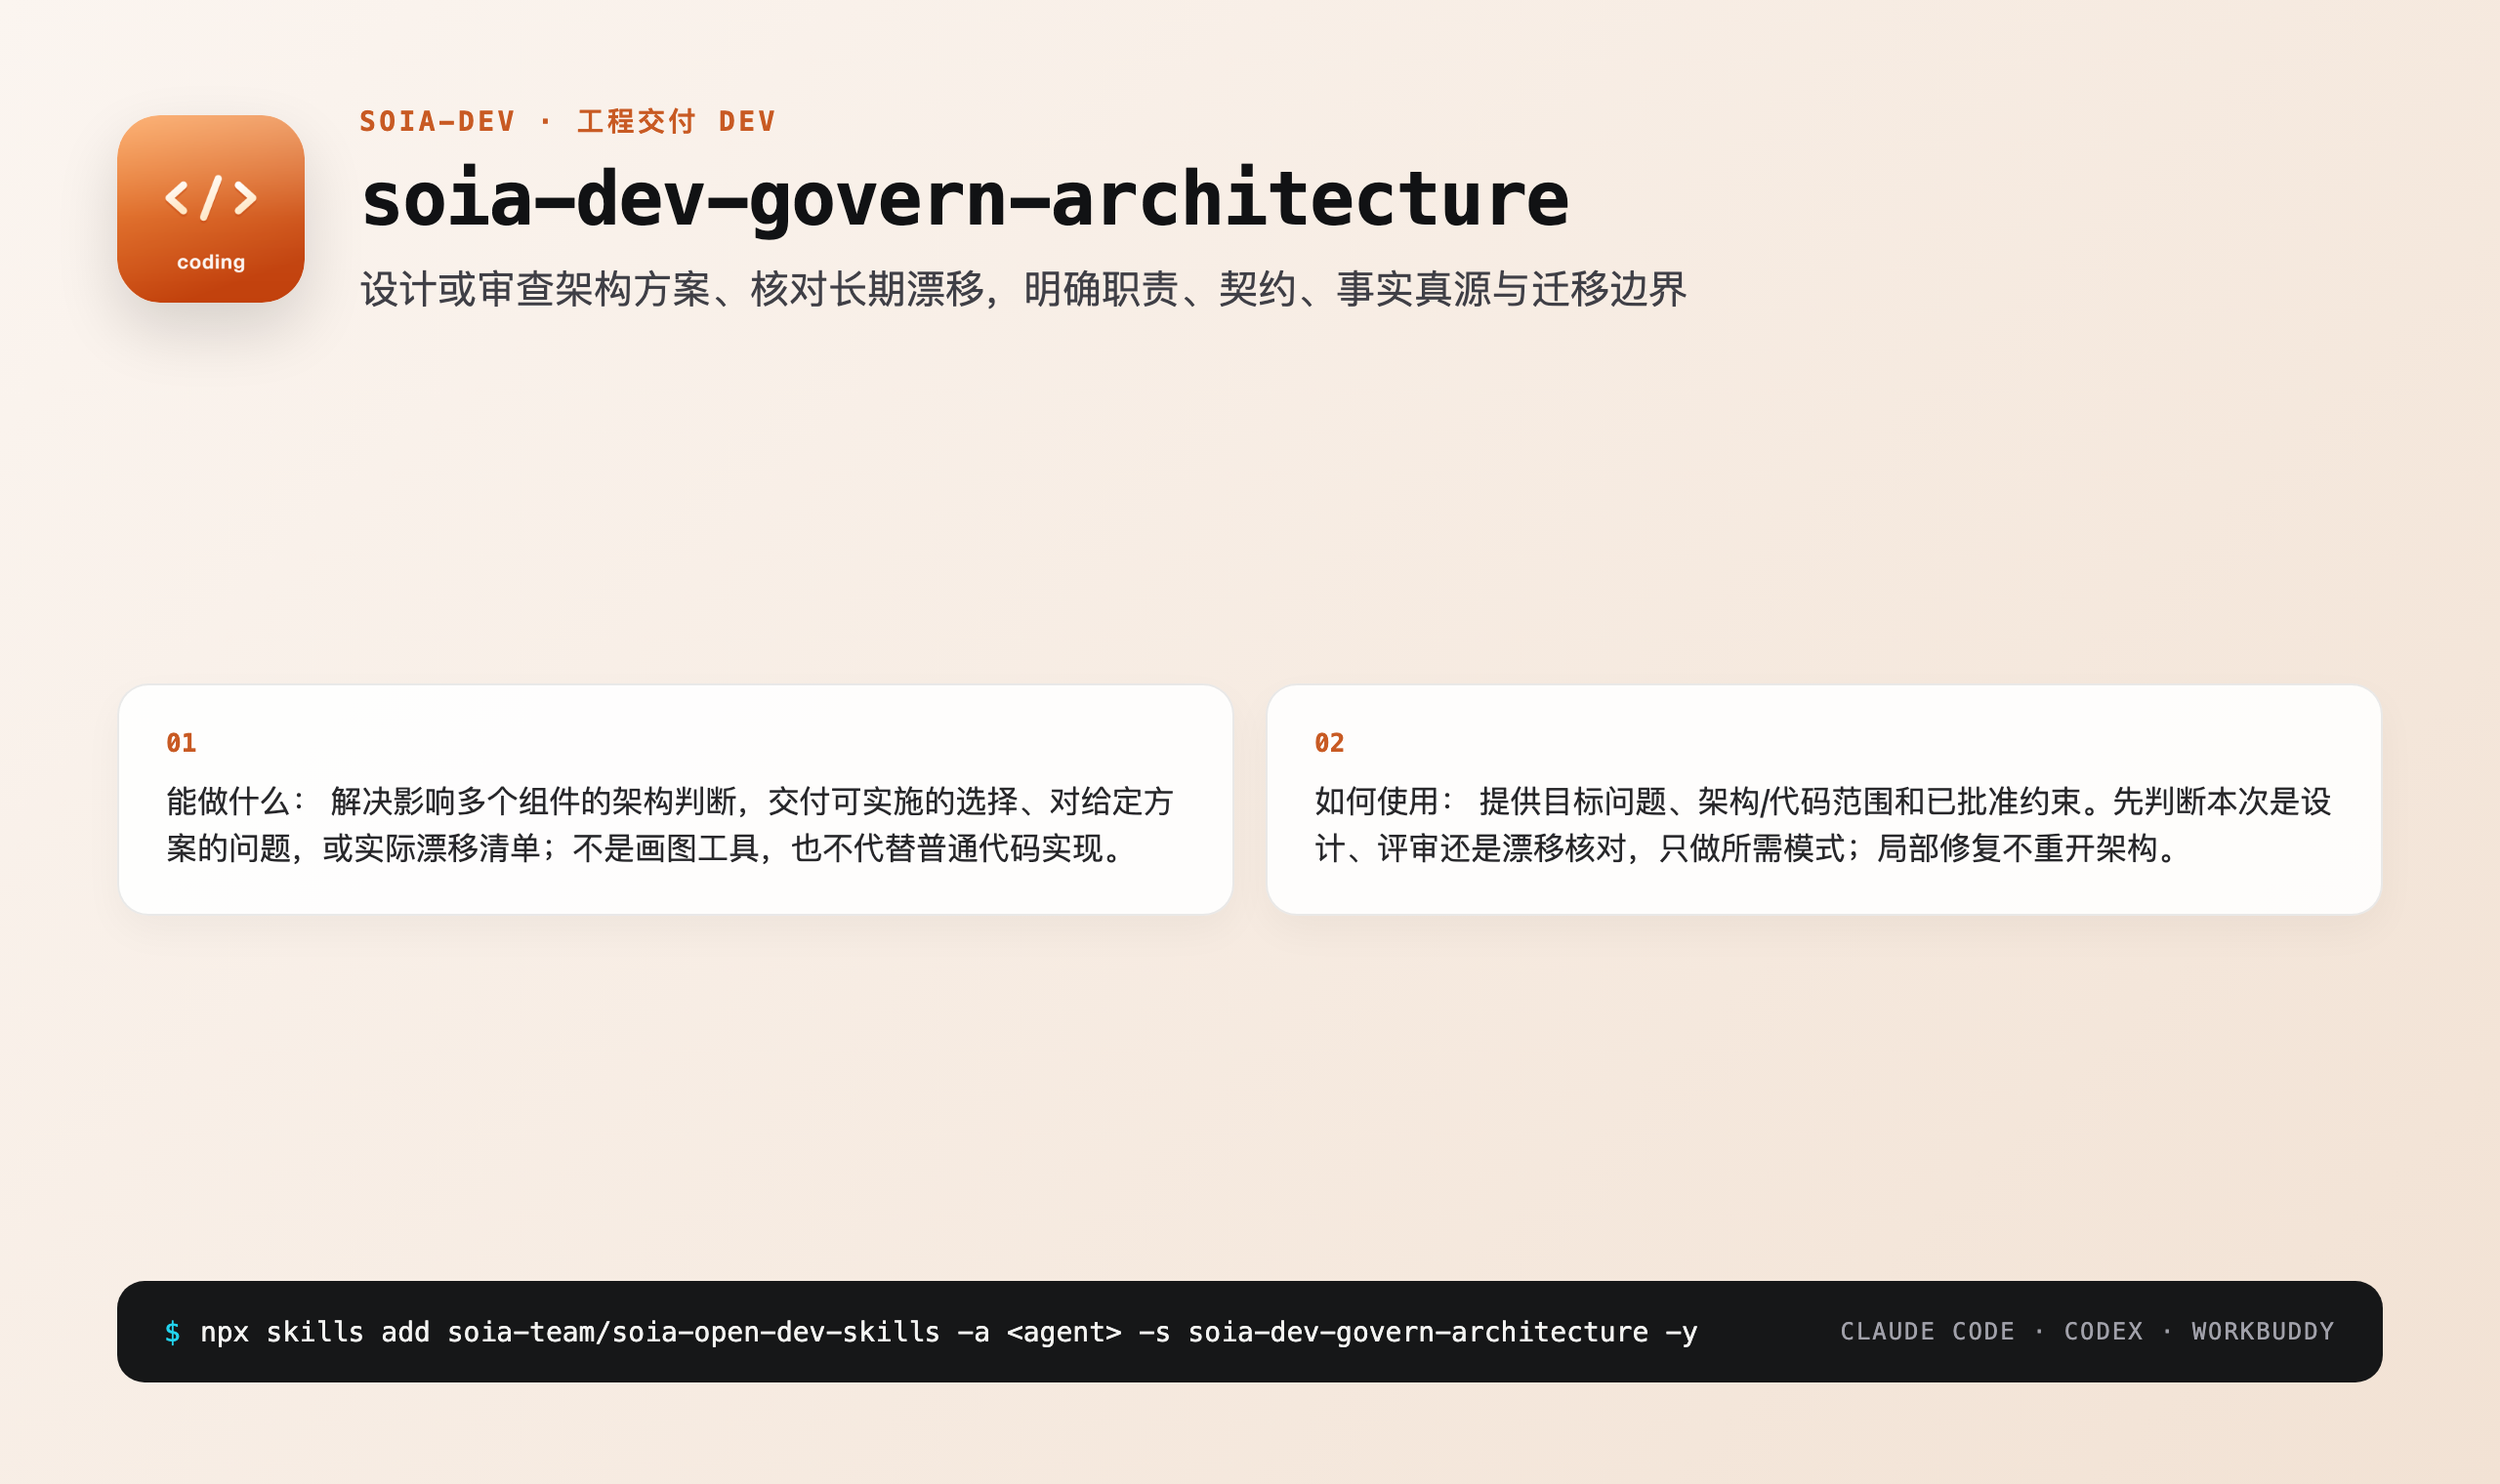 SOIA-DEV · 工程交付 DEV
soia-dev-govern-architecture
设计或审查架构方案、核对长期漂移，明确职责、契约、事实真源与迁移边界
</>
coding
01
能做什么： 解决影响多个组件的架构判断，交付可实施的选择、对给定方
案的问题，或实际漂移清单；不是画图工具，也不代替普通代码实现。
02
如何使用： 提供目标问题、架构/代码范围和已批准约束。先判断本次是设
计、评审还是漂移核对，只做所需模式；局部修复不重开架构。
$ npx skills add soia-team/soia-open-dev-skills -a <agent> -s soia-dev-govern-architecture -y
CLAUDE CODE · CODEX · WORKBUDDY